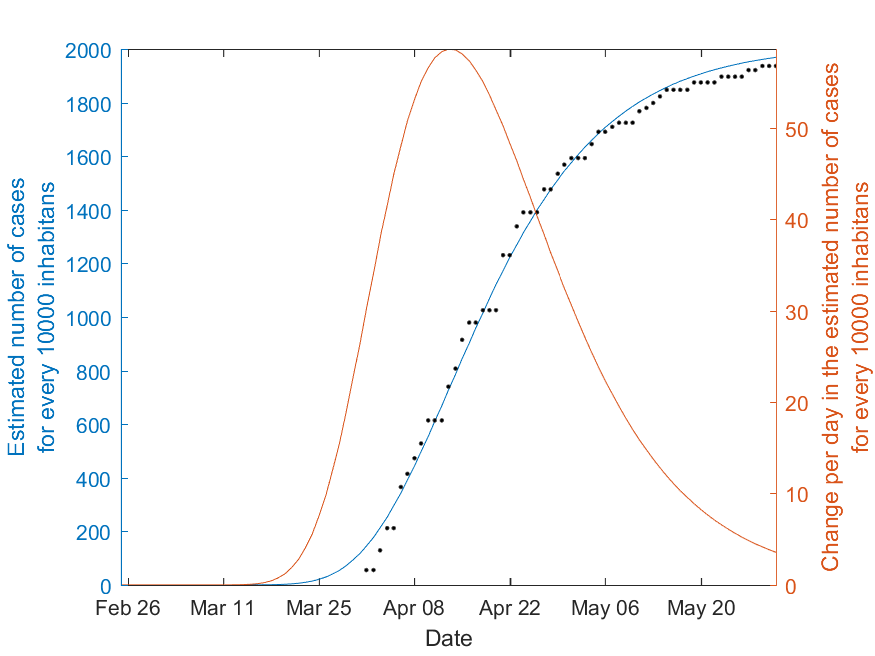 2000
1800
1600
1400
1200
1000
800
600
400
200
0
Estimated number of cases
for every 10000 inhabitans
50
40
30
20
10
0
Change per day in the estimated number of cases
for every 10000 inhabitans
Feb 26 Mar 11 Mar 25 Apr 08 Apr 22 May 06 May 20
Date